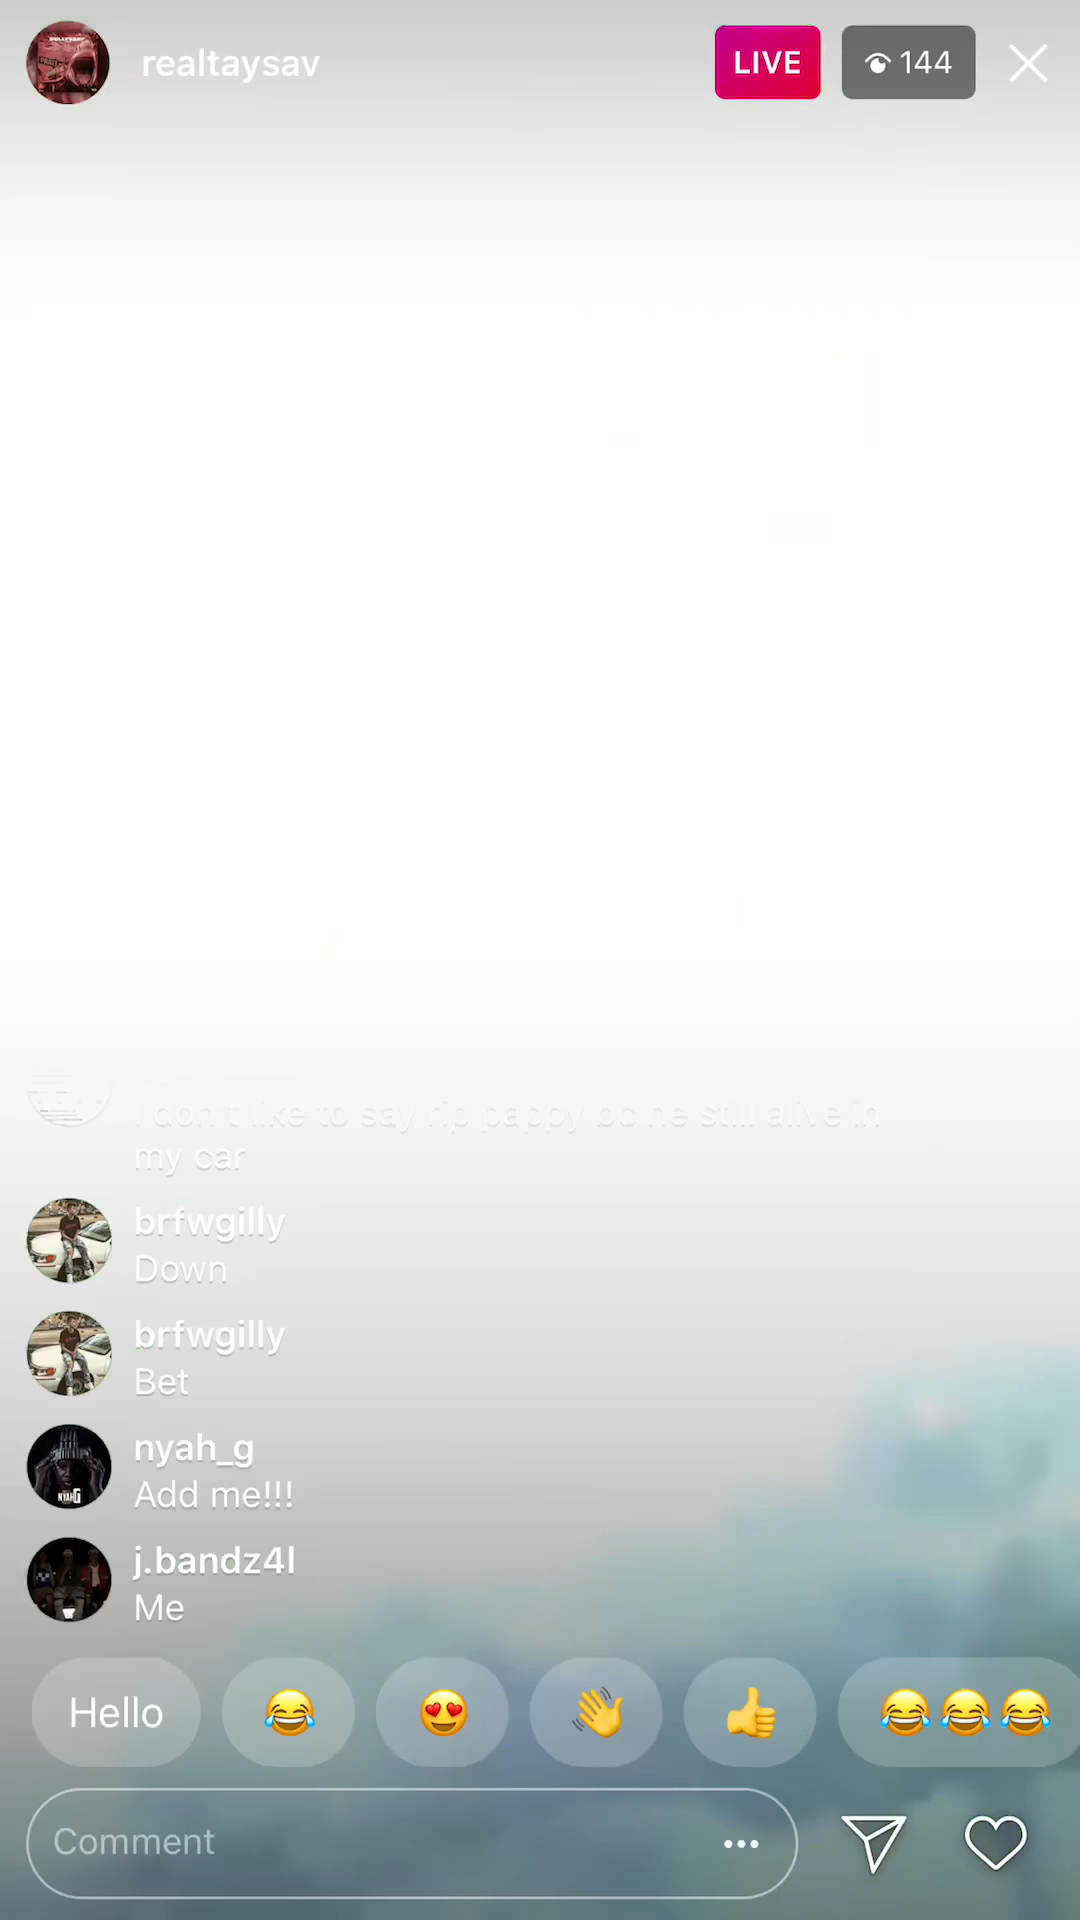 realtaysav
LIVE
144
I don't like to say rip pappy bc he still alive in
my car
brfwgilly
Down
brfwgilly
Bet
nyah_g
Add me!!!
j.bandz4l
Me
Hello
Comment